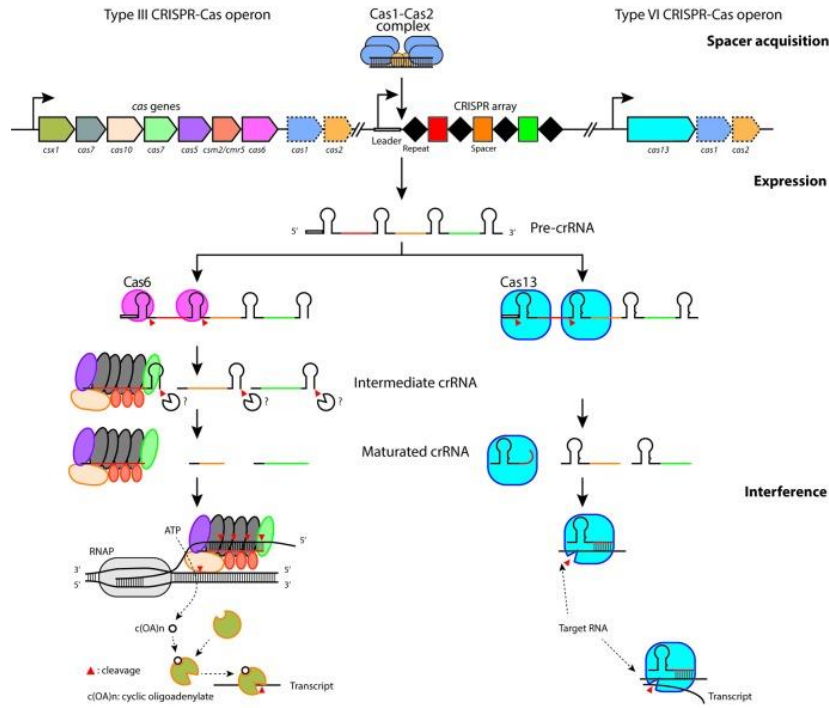 Type III CRISPR-Cas operon
Cas1-Cas2
complex
Type VI CRISPR-Cas operon
Spacer acquisition
cas genes
CRISPR array
csx1
cas7
cas10
cas7
cas5
csm2/cmr5
cas6
cas1
cas2
Leader
Repeat
Spacer
cas13
cas1
cas2
Expression
5'
3'
Pre-crRNA
Cas6
Cas13
Intermediate crRNA
?
?
?
Maturated crRNA
Interference
ATP
RNAP
5'
3'
5'
3'
5'
c(OA)n
Target RNA
: cleavage
Transcript
c(OA)n: cyclic oligoadenylate
Transcript